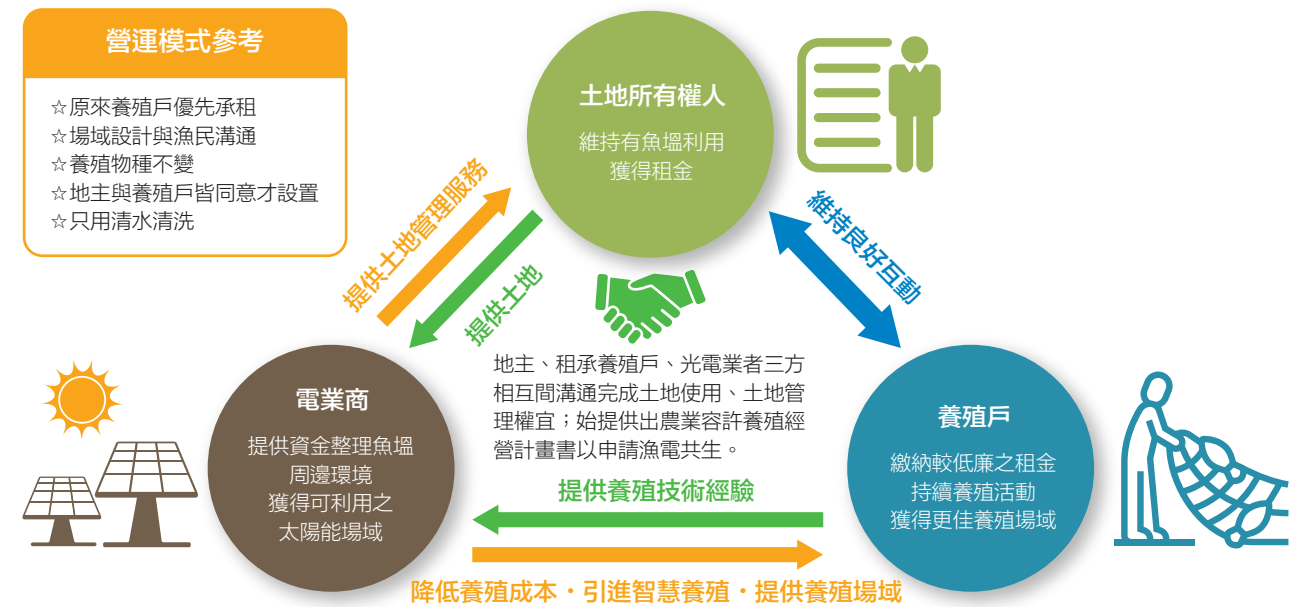 營運模式參考
☆原來養殖戶優先承租
☆場域設計與漁民溝通
☆養殖物種不變
☆地主與養殖戶皆同意才設置
☆只用清水清洗
土地所有權人
維持有魚塭利用
獲得租金
提供土地管理服務
提供土地
維持良好互動
地主、租承養殖戶、光電業者三方
相互間溝通完成土地使用、土地管
理權宜；始提供出農業容許養殖經
營計畫書以申請漁電共生。
電業商
提供資金整理魚塭
周邊環境
獲得可利用之
太陽能場域
養殖戶
繳納較低廉之租金
持續養殖活動
獲得更佳養殖場域
提供養殖技術經驗
降低養殖成本・引進智慧養殖・提供養殖場域